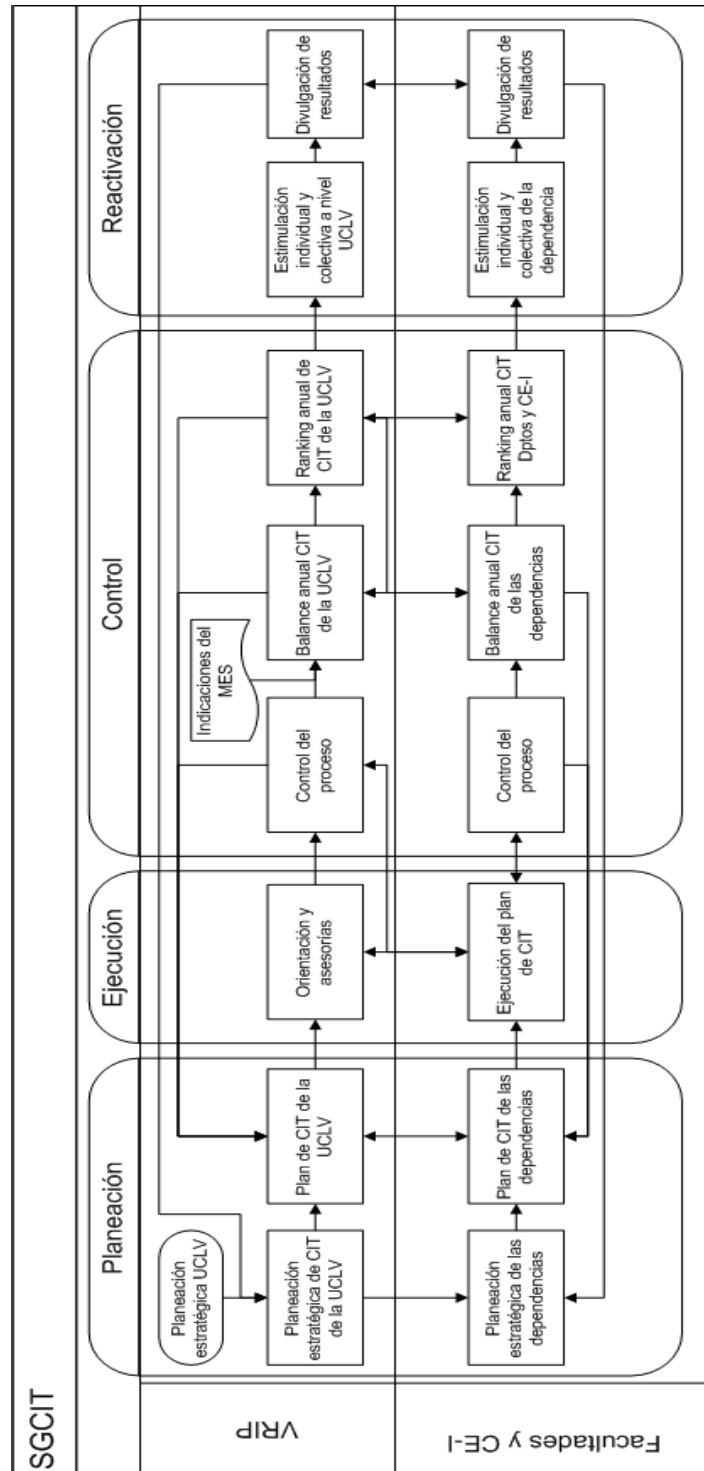 SGCIT
Planeación
Ejecución
Control
Reactivación
VRIP
Planeación
estratégica UCLV
Planeación
estratégica de CIT
de la UCLV
Plan de CIT de la
UCLV
Orientación y
asesorías
Control del
proceso
Indicaciones del
MES
Balance anual CIT
de la UCLV
Ranking anual de
CIT de la UCLV
Estimulación
individual y
colectiva a nivel
UCLV
Divulgación de
resultados
Facultades y CE-I
Planeación
estratégica de las
dependencias
Plan de CIT de las
dependencias
Ejecución del plan
de CIT
Control del
proceso
Balance anual CIT
de las
dependencias
Ranking anual CIT
Dptos y CE-I
Estimulación
individual y
colectiva de la
dependencia
Divulgación de
resultados